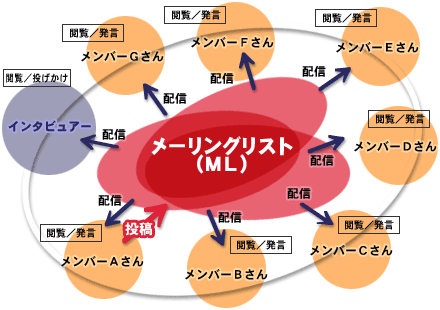 閲覧／発言
メンバーFさん
閲覧／発言
メンバーGさん
閲覧／発言
メンバーEさん
配信
配信
配信
閲覧／投げかけ
インタビュアー
配信
メーリングリスト
（ML）
閲覧／発言
メンバーDさん
配信
配信
配信
配信
投稿
閲覧／発言
メンバーAさん
閲覧／発言
メンバーBさん
閲覧／発言
メンバーCさん